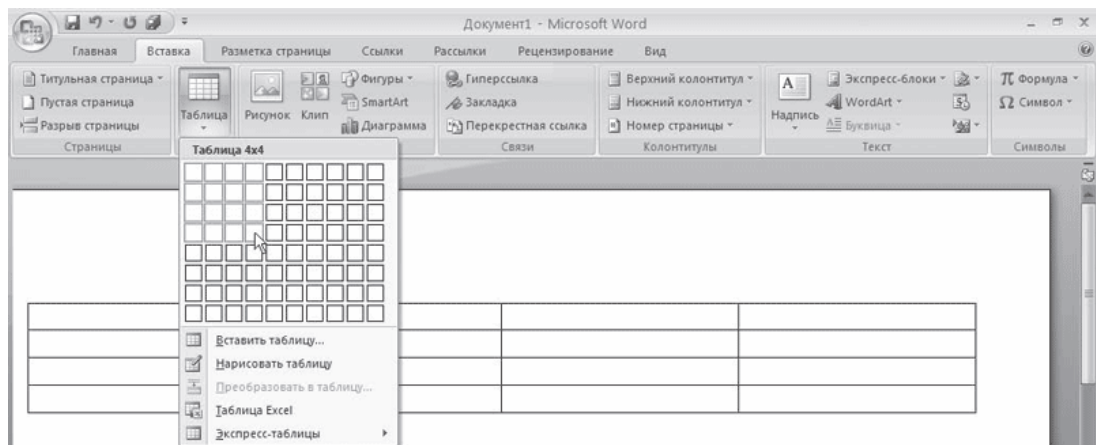 Документ1 - Microsoft Word
Главная Вставка Разметка страницы Ссылки Рассылки Рецензирование Вид
Титульная страница
Пустая страница
Разрыв страницы
Страницы
Таблица
Рисунок Клип
Фигуры
SmartArt
Диаграмма
Гиперссылка
Закладка
Перекрестная ссылка
Связи
Верхний колонтитул
Нижний колонтитул
Номер страницы
Колонтитулы
A
Надпись
Экспресс-блоки
WordArt
Буквица
Текст
π Формула
Ω Символ
Символы
Таблица 4x4
Вставить таблицу...
Нарисовать таблицу
Преобразовать в таблицу...
Таблица Excel
Экспресс-таблицы